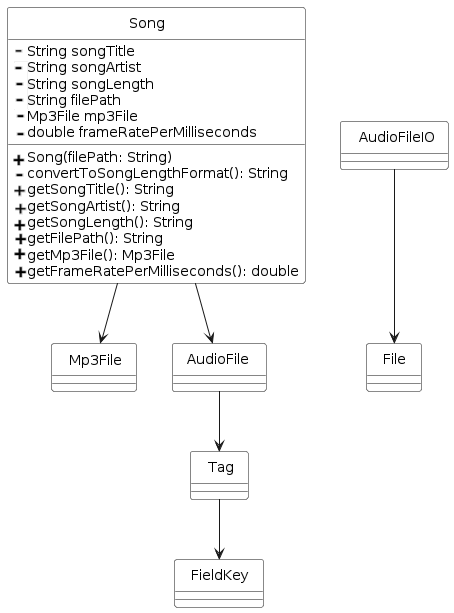 Song
- String songTitle
- String songArtist
- String songLength
- String filePath
- Mp3File mp3File
- double frameRatePerMilliseconds
+ Song(filePath: String)
- convertToSongLengthFormat(): String
+ getSongTitle(): String
+ getSongArtist(): String
+ getSongLength(): String
+ getFilePath(): String
+ getMp3File(): Mp3File
+ getFrameRatePerMilliseconds(): double
AudioFileIO
Mp3File
AudioFile
File
Tag
FieldKey